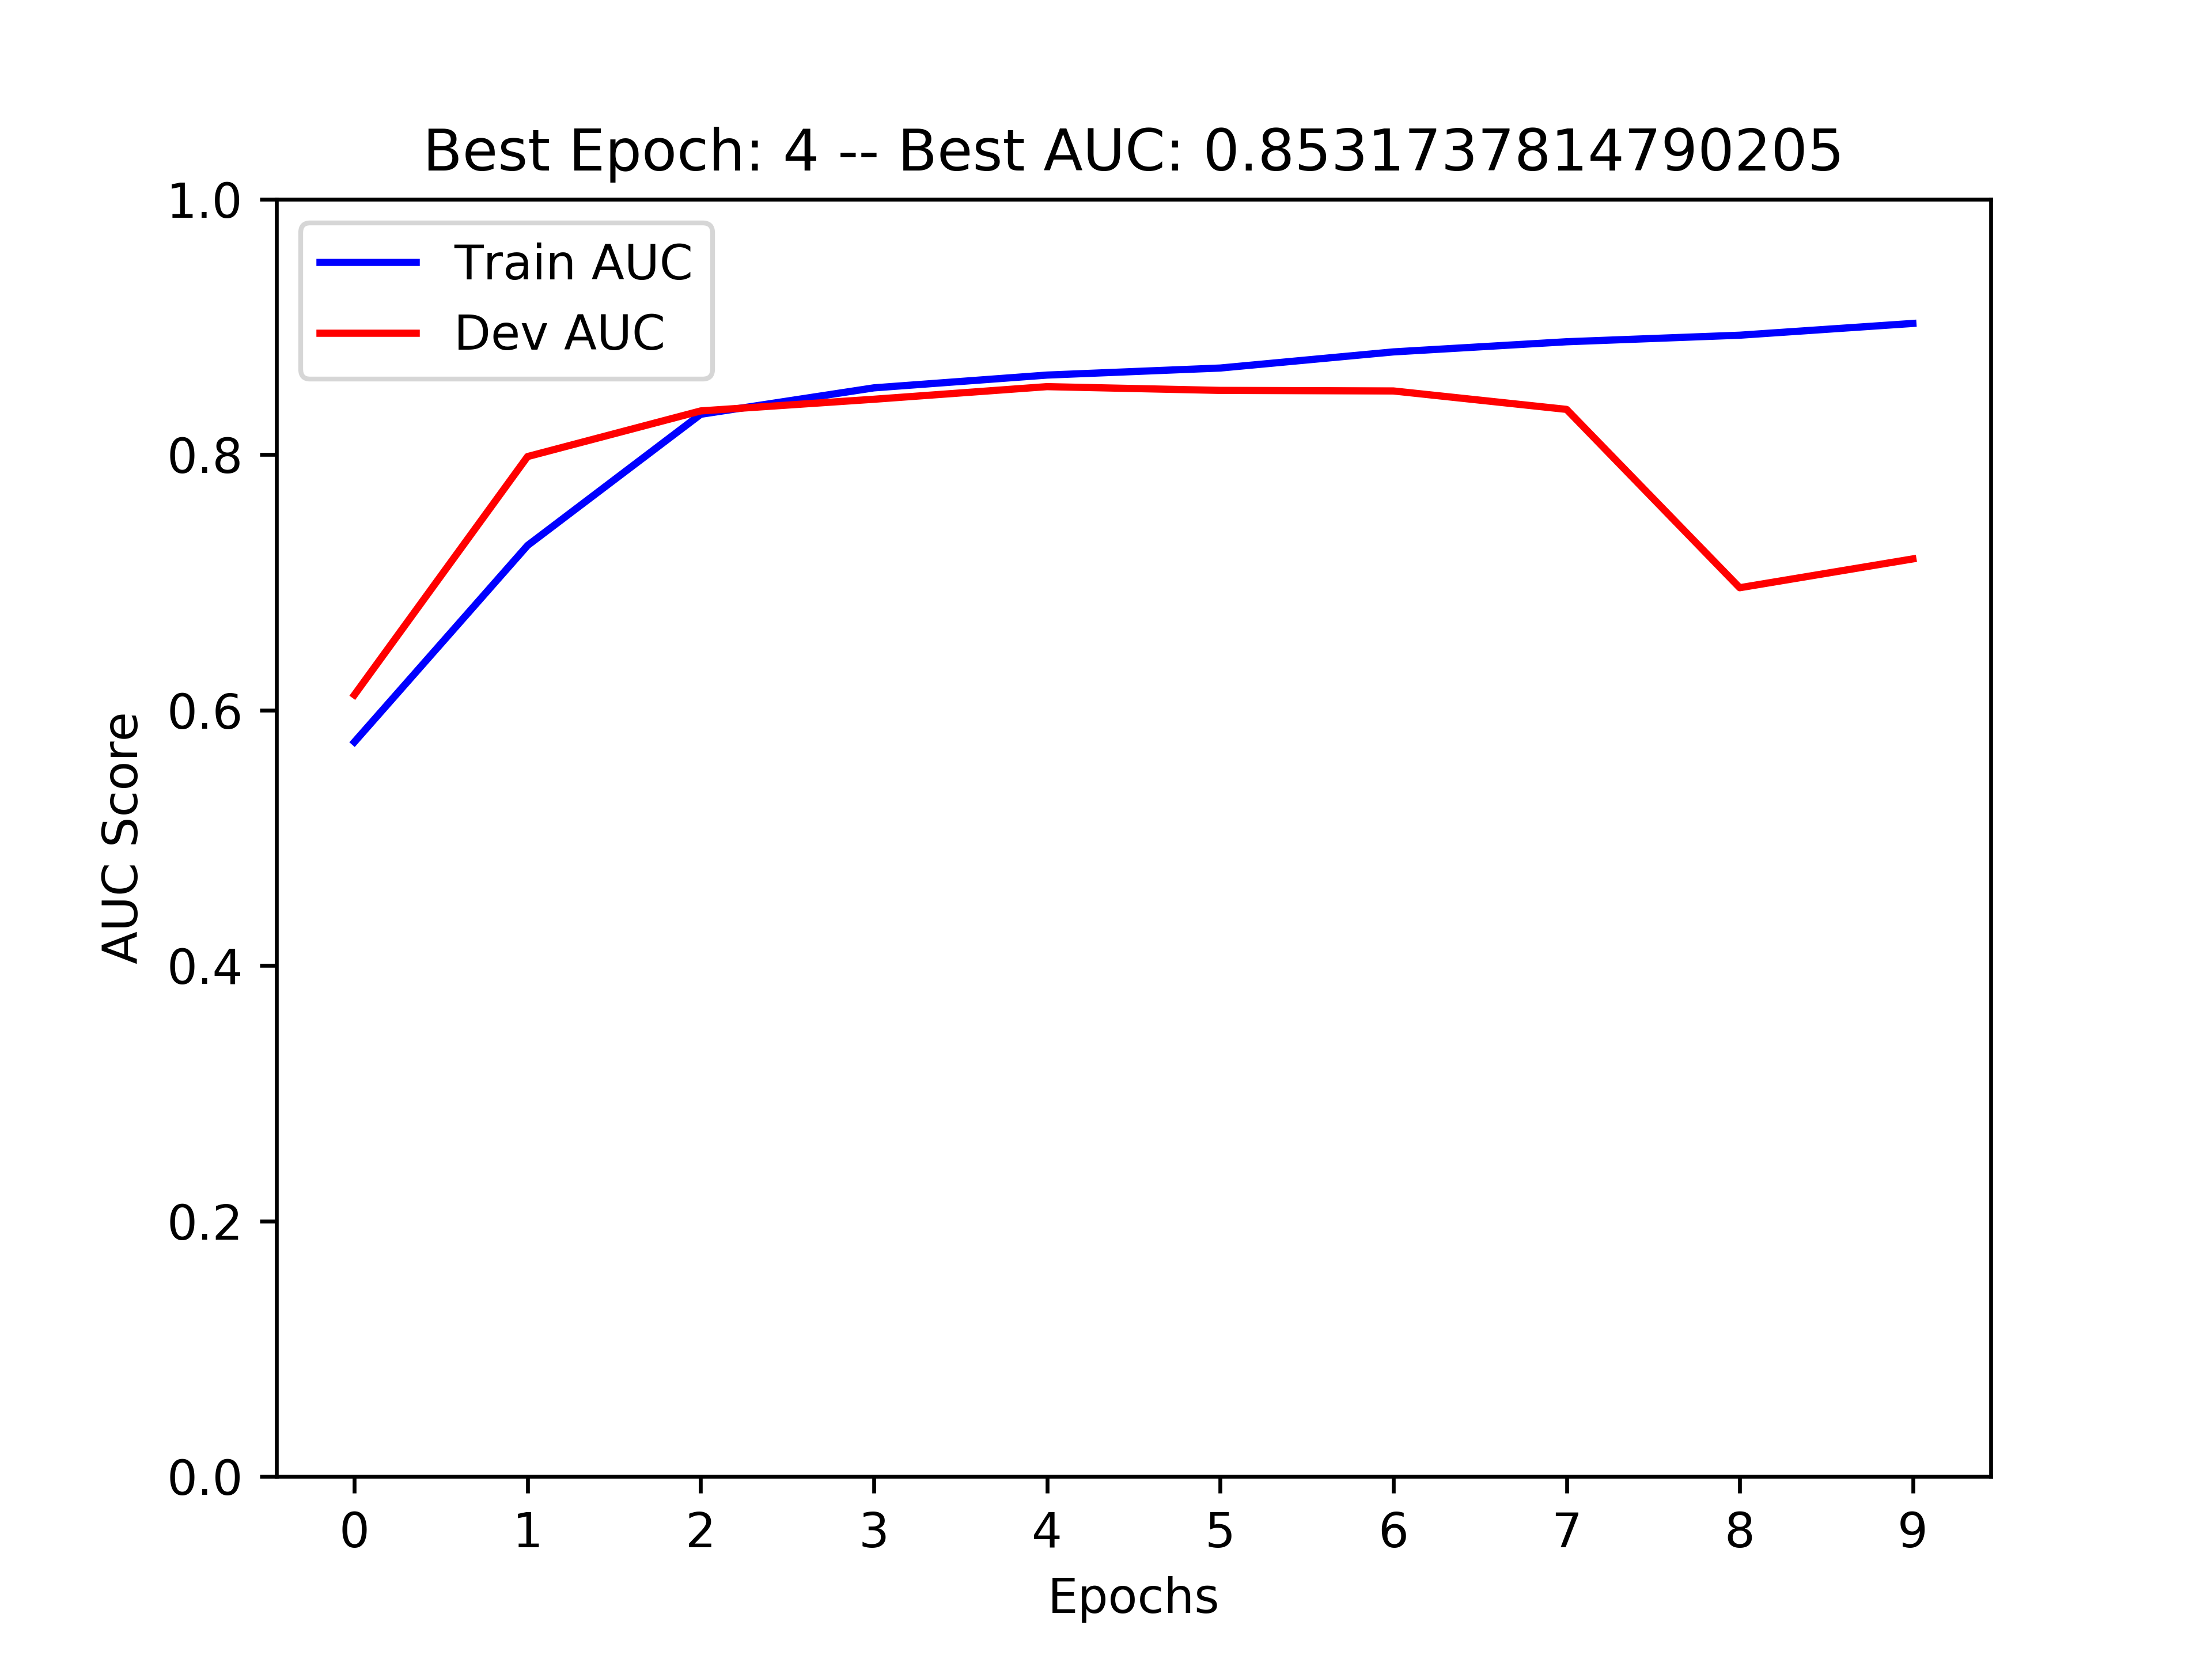 Best Epoch: 4 -- Best AUC: 0.8531737814790205
1.0
0.8
0.6
0.4
0.2
0.0
AUC Score
Train AUC
Dev AUC
0 1 2 3 4 5 6 7 8 9
Epochs